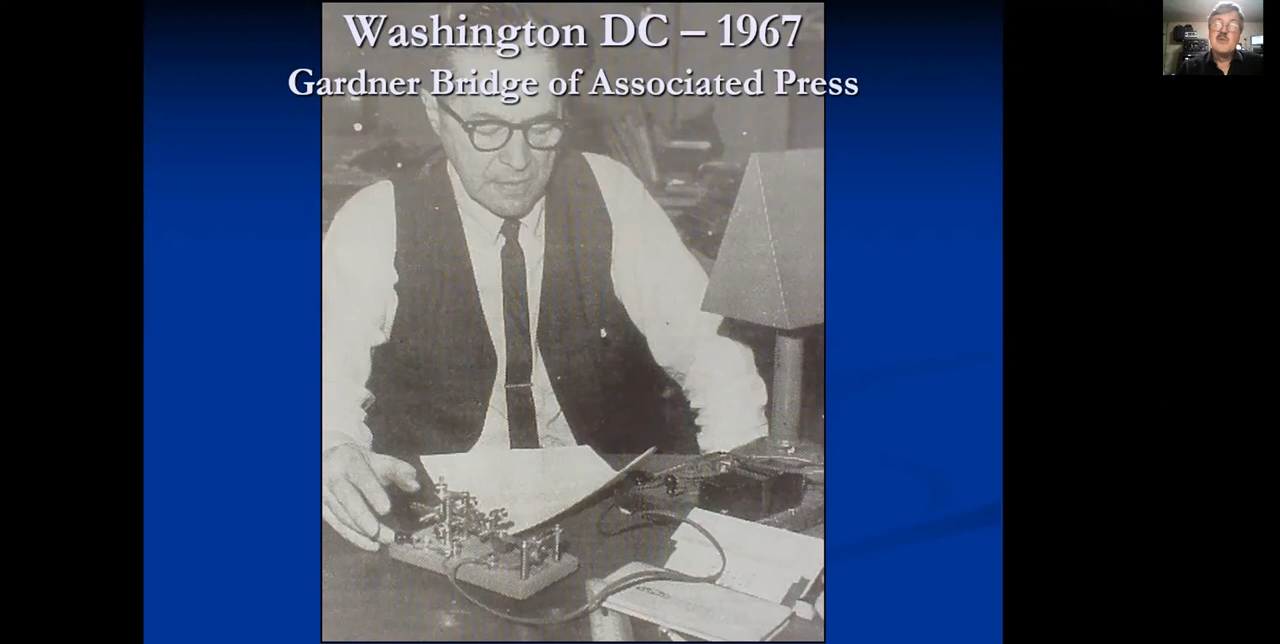 Washington DC – 1967
Gardner Bridge of Associated Press